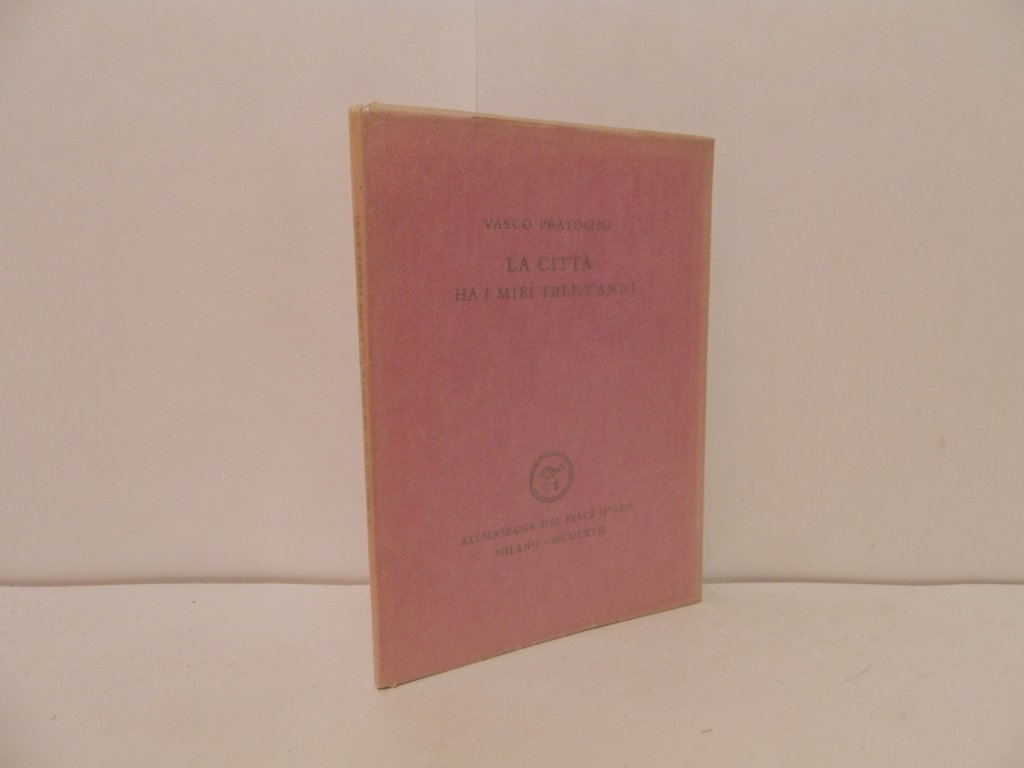 VASCO PRATOLINI
LA CITTÀ
HA I MIEI TRENT'ANNI
G S
ALL'INSEGNA DEL PESCE D'ORO
MILANO - MCMLXVII